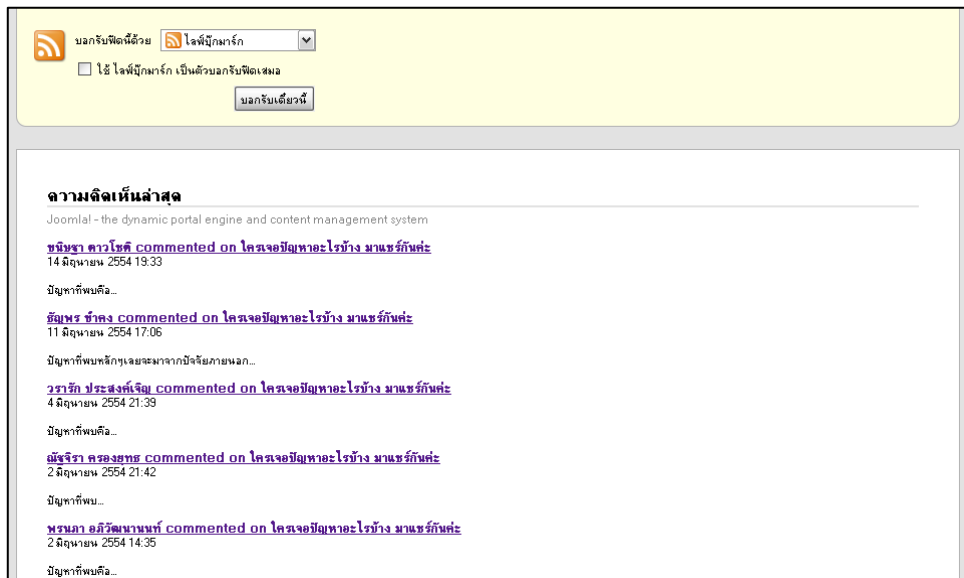 บอกรับฟีดนี้ด้วย ไลฟ์บุ๊กมาร์ก
ใช้ ไลฟ์บุ๊กมาร์ก เป็นตัวบอกรับฟีดเสมอ
บอกรับเดี๋ยวนี้
ความคิดเห็นล่าสุด
Joomla! - the dynamic portal engine and content management system
ขนิษฐา ดาวโชติ commented on ใครเจอปัญหาอะไรบ้าง มาแชร์กันค่ะ
14 มิถุนายน 2554 19:33
ปัญหาที่พบคือ...
ธัญพร ขำคง commented on ใครเจอปัญหาอะไรบ้าง มาแชร์กันค่ะ
11 มิถุนายน 2554 17:06
ปัญหาที่พบหลักๆเลยจะมาจากปัจจัยภายนอก...
วรารัก ประสงค์เจิญ commented on ใครเจอปัญหาอะไรบ้าง มาแชร์กันค่ะ
4 มิถุนายน 2554 21:39
ปัญหาที่พบคือ...
ณัฐจิรา ครองยุทธ commented on ใครเจอปัญหาอะไรบ้าง มาแชร์กันค่ะ
2 มิถุนายน 2554 21:42
ปัญหาที่พบ...
พรนภา อภิวัฒนานนท์ commented on ใครเจอปัญหาอะไรบ้าง มาแชร์กันค่ะ
2 มิถุนายน 2554 14:35
ปัญหาที่พบคือ...